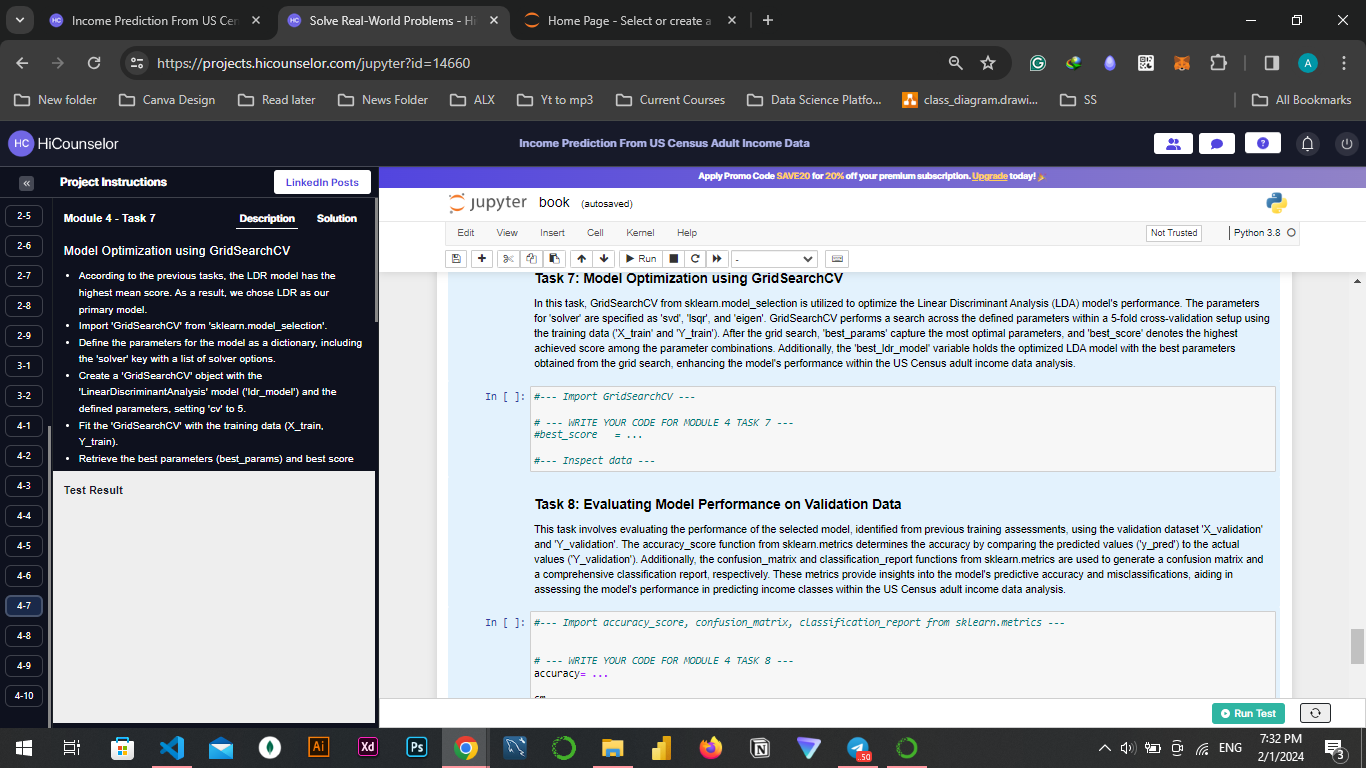 Income Prediction From US Cen
Solve Real-World Problems - Hi
Home Page - Select or create a
https://projects.hicounselor.com/jupyter?id=14660
A
New folder
Canva Design
Read later
News Folder
ALX
Yt to mp3
Current Courses
Data Science Platfo...
class_diagram.drawi...
SS
All Bookmarks
HC HiCounselor
Income Prediction From US Census Adult Income Data
«
Project Instructions
LinkedIn Posts
Apply Promo Code SAVE20 for 20% off your premium subscription. Upgrade today!
2-5
2-6
2-7
2-8
2-9
3-1
3-2
4-1
4-2
4-3
4-4
4-5
4-6
4-7
4-8
4-9
4-10
Module 4 - Task 7
Description
Solution
Model Optimization using GridSearchCV
• According to the previous tasks, the LDR model has the
highest mean score. As a result, we chose LDR as our
primary model.
• Import 'GridSearchCV' from 'sklearn.model_selection'.
• Define the parameters for the model as a dictionary, including
the 'solver' key with a list of solver options.
• Create a 'GridSearchCV' object with the
'LinearDiscriminantAnalysis' model ('ldr_model') and the
defined parameters, setting 'cv' to 5.
• Fit the 'GridSearchCV' with the training data (X_train,
Y_train).
• Retrieve the best parameters (best_params) and best score
Test Result
jupyter book (autosaved)
Edit
View
Insert
Cell
Kernel
Help
Not Trusted
Python 3.8
Run
-
Task 7: Model Optimization using GridSearchCV
In this task, GridSearchCV from sklearn.model_selection is utilized to optimize the Linear Discriminant Analysis (LDA) model's performance. The parameters
for 'solver' are specified as 'svd', 'lsqr', and 'eigen'. GridSearchCV performs a search across the defined parameters within a 5-fold cross-validation setup using
the training data ('X_train' and 'Y_train'). After the grid search, 'best_params' capture the most optimal parameters, and 'best_score' denotes the highest
achieved score among the parameter combinations. Additionally, the 'best_ldr_model' variable holds the optimized LDA model with the best parameters
obtained from the grid search, enhancing the model's performance within the US Census adult income data analysis.
In [ ]: #--- Import GridSearchCV ---
# --- WRITE YOUR CODE FOR MODULE 4 TASK 7 ---
#best_score   = ...
#--- Inspect data ---
Task 8: Evaluating Model Performance on Validation Data
This task involves evaluating the performance of the selected model, identified from previous training assessments, using the validation dataset 'X_validation'
and 'Y_validation'. The accuracy_score function from sklearn.metrics determines the accuracy by comparing the predicted values ('y_pred') to the actual
values ('Y_validation'). Additionally, the confusion_matrix and classification_report functions from sklearn.metrics are used to generate a confusion matrix and
a comprehensive classification report, respectively. These metrics provide insights into the model's predictive accuracy and misclassifications, aiding in
assessing the model's performance in predicting income classes within the US Census adult income data analysis.
In [ ]: #--- Import accuracy_score, confusion_matrix, classification_report from sklearn.metrics ---
# --- WRITE YOUR CODE FOR MODULE 4 TASK 8 ---
accuracy= ...
Run Test
Ai
Xd
Ps
N
..50
ENG
7:32 PM
2/1/2024
3